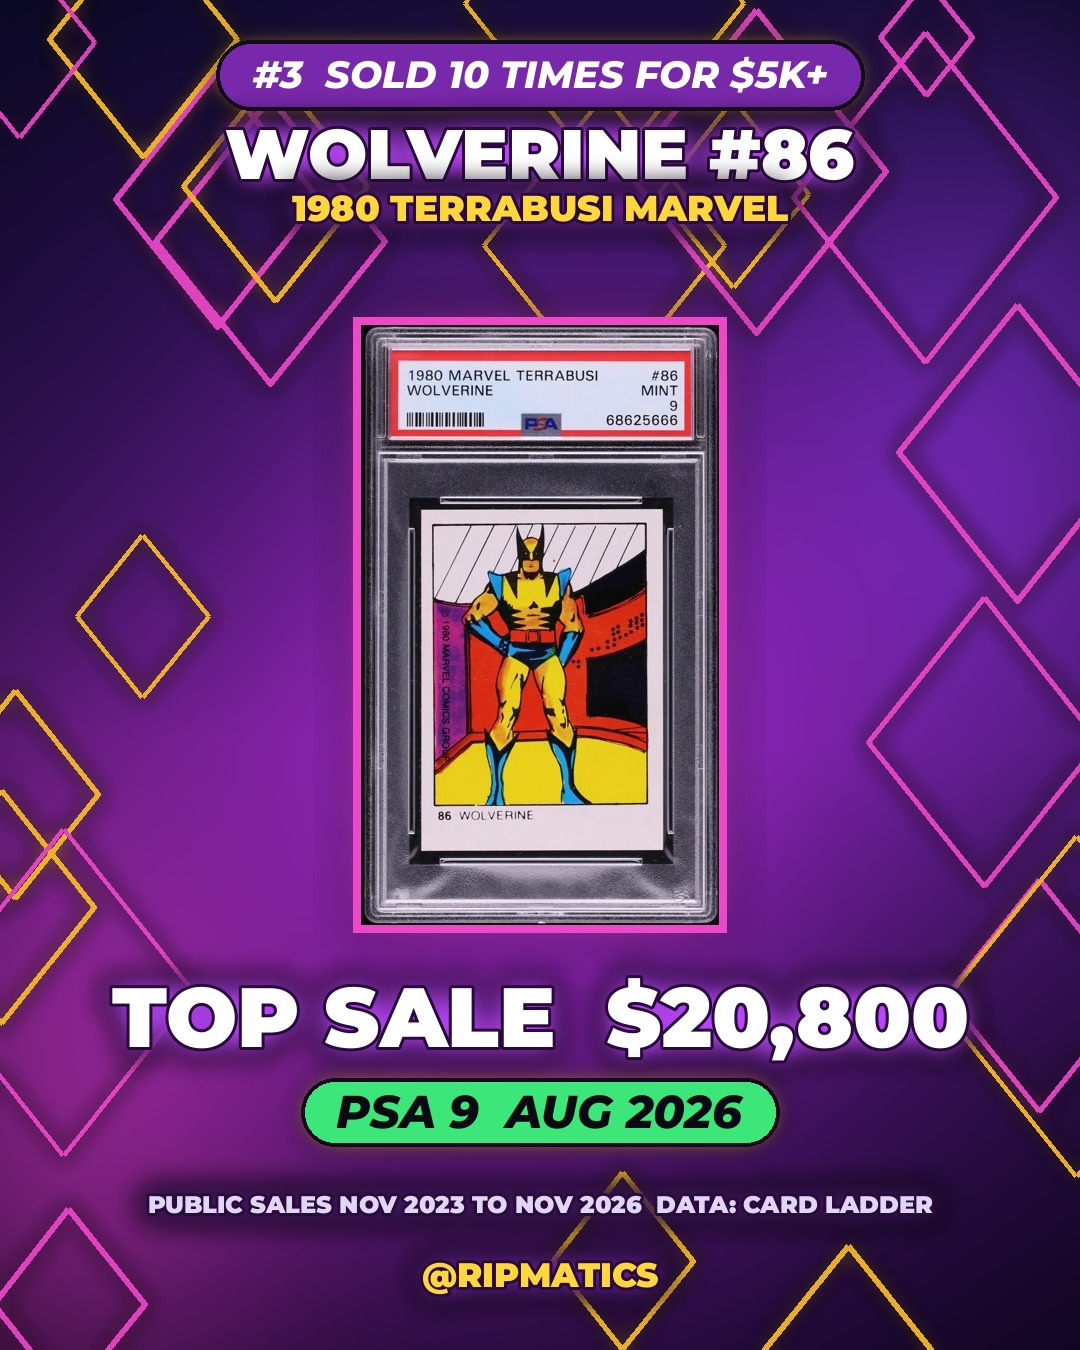 #3 SOLD 10 TIMES FOR $5K+
WOLVERINE #86
1980 TERRABUSI MARVEL
1980 MARVEL TERRABUSI #86
WOLVERINE MINT
9
PSA 68625666
© 1980 MARVEL COMICS GROUP
86 WOLVERINE
TOP SALE $20,800
PSA 9 AUG 2026
PUBLIC SALES NOV 2023 TO NOV 2026 DATA: CARD LADDER
@RIPMATICS